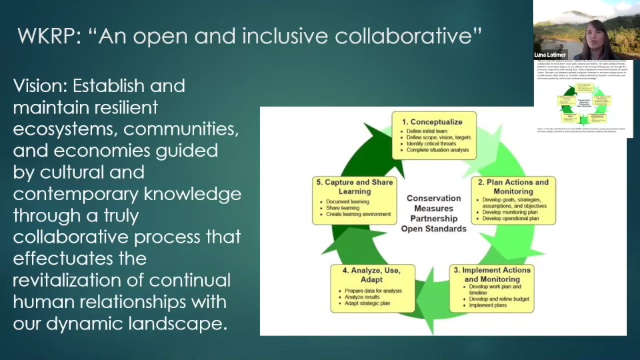 WKRP: “An open and inclusive collaborative”
Vision: Establish and
maintain resilient
ecosystems, communities,
and economies guided
by cultural and
contemporary knowledge
through a truly
collaborative process that
effectuates the
revitalization of continual
human relationships with
our dynamic landscape.
1. Conceptualize
• Define initial team
• Define scope, vision, targets
• Identify critical threats
• Complete situation analysis
2. Plan Actions and
Monitoring
• Develop goals, strategies,
assumptions, and objectives
• Develop monitoring plan
• Develop operational plan
3. Implement Actions
and Monitoring
• Develop work plan and
timeline
• Develop and refine budget
• Implement plans
4. Analyze, Use,
Adapt
• Prepare data for analysis
• Analyze results
• Adapt strategic plan
5. Capture and Share
Learning
• Document learning
• Share learning
• Create learning environment
Conservation
Measures
Partnership
Open Standards
Luna Latimer